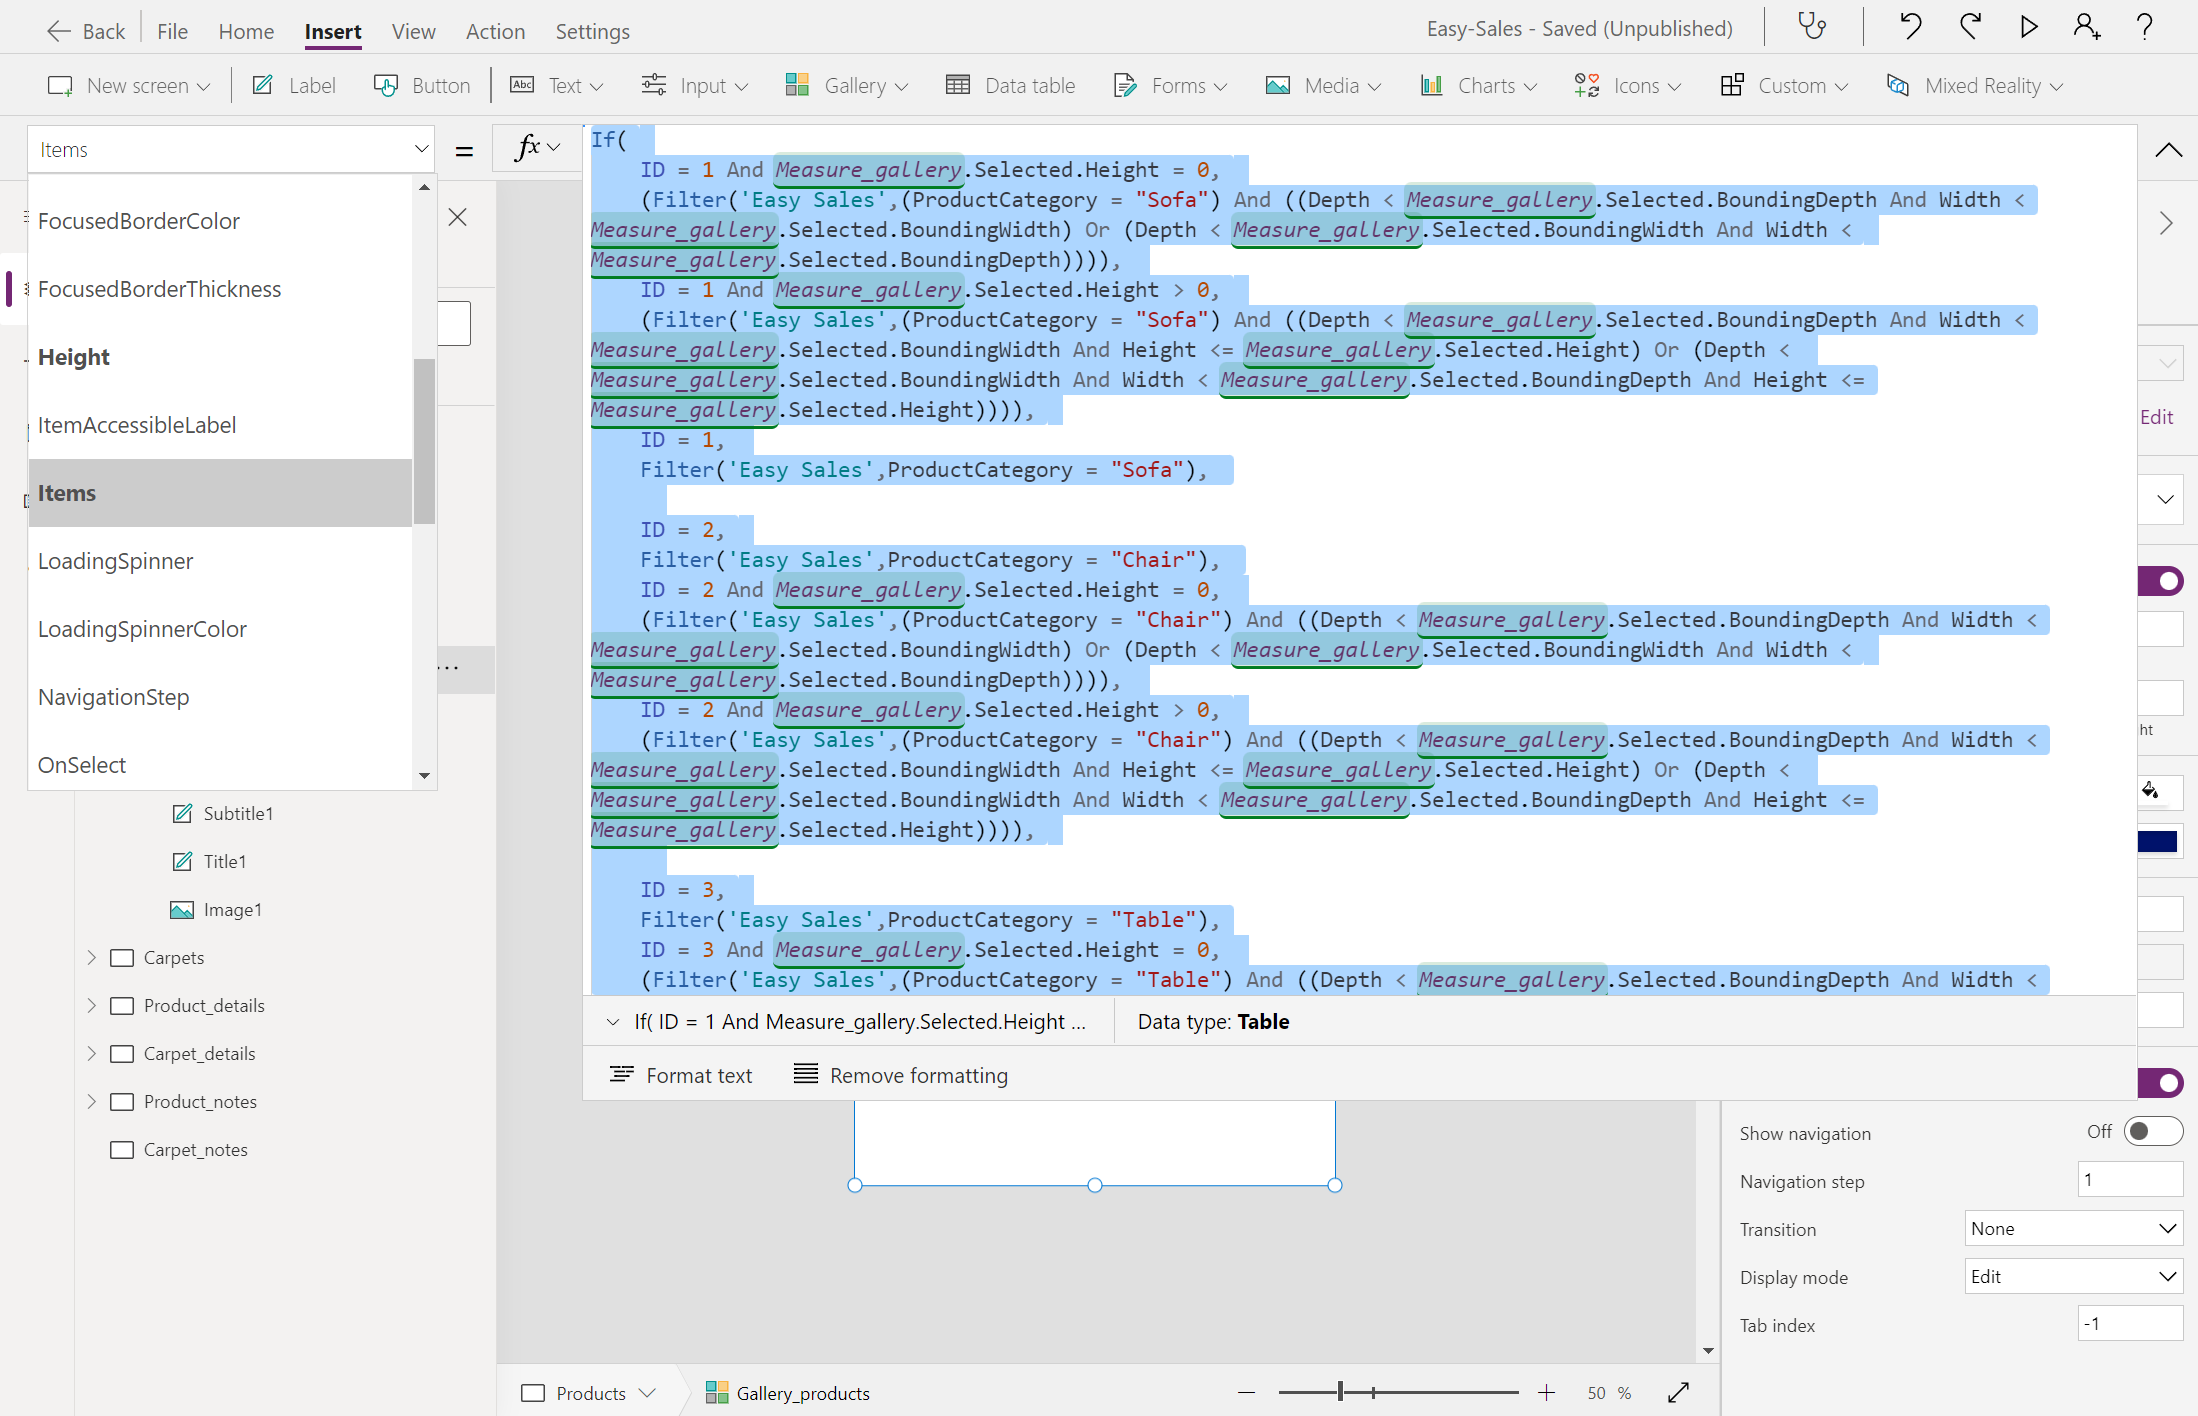 Back File Home Insert View Action Settings Easy-Sales - Saved (Unpublished)
New screen Label Button Abc Text Input Gallery Data table Forms Media Charts Icons Custom Mixed Reality
Items = fx
FocusedBorderColor
FocusedBorderThickness
Height
ItemAccessibleLabel
Items
LoadingSpinner
LoadingSpinnerColor
NavigationStep
OnSelect
If(
ID = 1 And Measure_gallery.Selected.Height = 0,
(Filter('Easy Sales',(ProductCategory = "Sofa") And ((Depth < Measure_gallery.Selected.BoundingDepth And Width <
Measure_gallery.Selected.BoundingWidth) Or (Depth < Measure_gallery.Selected.BoundingWidth And Width <
Measure_gallery.Selected.BoundingDepth)))),
ID = 1 And Measure_gallery.Selected.Height > 0,
(Filter('Easy Sales',(ProductCategory = "Sofa") And ((Depth < Measure_gallery.Selected.BoundingDepth And Width <
Measure_gallery.Selected.BoundingWidth And Height <= Measure_gallery.Selected.Height) Or (Depth <
Measure_gallery.Selected.BoundingWidth And Width < Measure_gallery.Selected.BoundingDepth And Height <=
Measure_gallery.Selected.Height)))),
ID = 1,
Filter('Easy Sales',ProductCategory = "Sofa"),
ID = 2,
Filter('Easy Sales',ProductCategory = "Chair"),
ID = 2 And Measure_gallery.Selected.Height = 0,
(Filter('Easy Sales',(ProductCategory = "Chair") And ((Depth < Measure_gallery.Selected.BoundingDepth And Width <
Measure_gallery.Selected.BoundingWidth) Or (Depth < Measure_gallery.Selected.BoundingWidth And Width <
Measure_gallery.Selected.BoundingDepth)))),
ID = 2 And Measure_gallery.Selected.Height > 0,
(Filter('Easy Sales',(ProductCategory = "Chair") And ((Depth < Measure_gallery.Selected.BoundingDepth And Width <
Measure_gallery.Selected.BoundingWidth And Height <= Measure_gallery.Selected.Height) Or (Depth <
Measure_gallery.Selected.BoundingWidth And Width < Measure_gallery.Selected.BoundingDepth And Height <=
Measure_gallery.Selected.Height)))),
ID = 3,
Filter('Easy Sales',ProductCategory = "Table"),
ID = 3 And Measure_gallery.Selected.Height = 0,
(Filter('Easy Sales',(ProductCategory = "Table") And ((Depth < Measure_gallery.Selected.BoundingDepth And Width <
If( ID = 1 And Measure_gallery.Selected.Height ... Data type: Table
Format text Remove formatting
Subtitle1
Title1
Image1
Carpets
Product_details
Carpet_details
Product_notes
Carpet_notes
Edit
ht
Show navigation Off
Navigation step 1
Transition None
Display mode Edit
Tab index -1
Products Gallery_products 50 %